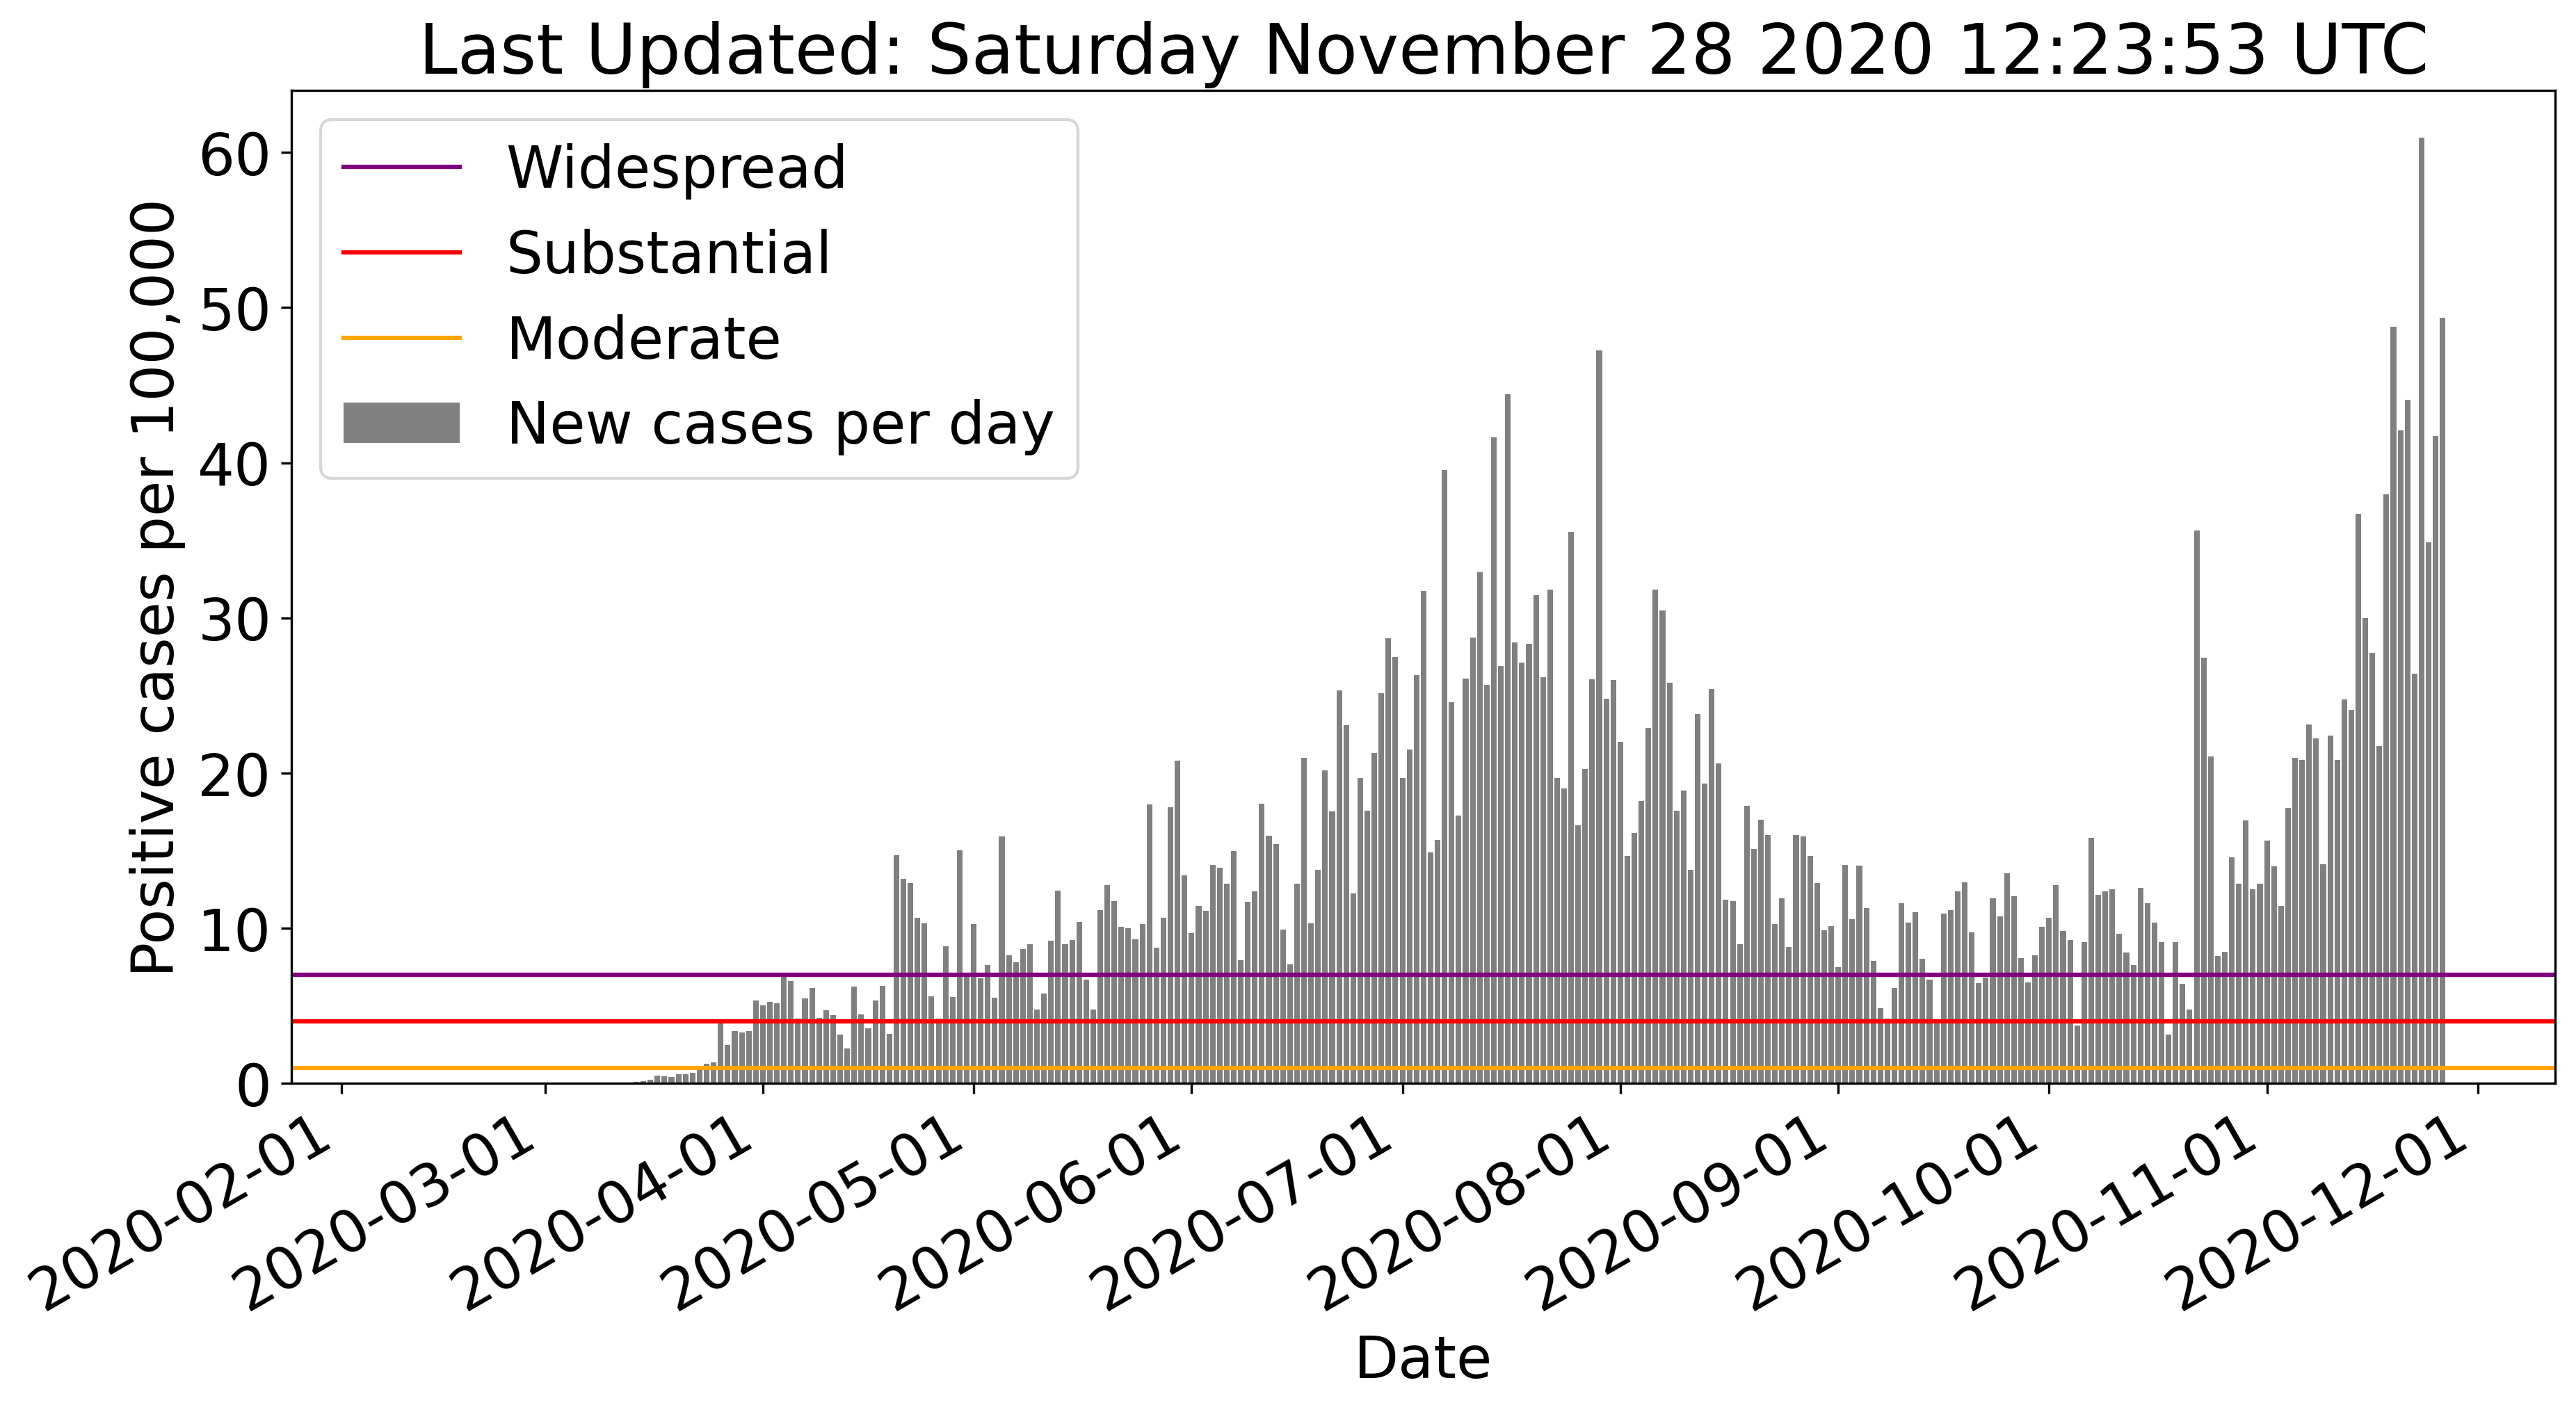 Last Updated: Saturday November 28 2020 12:23:53 UTC
Widespread
Substantial
Moderate
New cases per day
Positive cases per 100,000
60
50
40
30
20
10
0
2020-02-01
2020-03-01
2020-04-01
2020-05-01
2020-06-01
2020-07-01
2020-08-01
2020-09-01
2020-10-01
2020-11-01
2020-12-01
Date